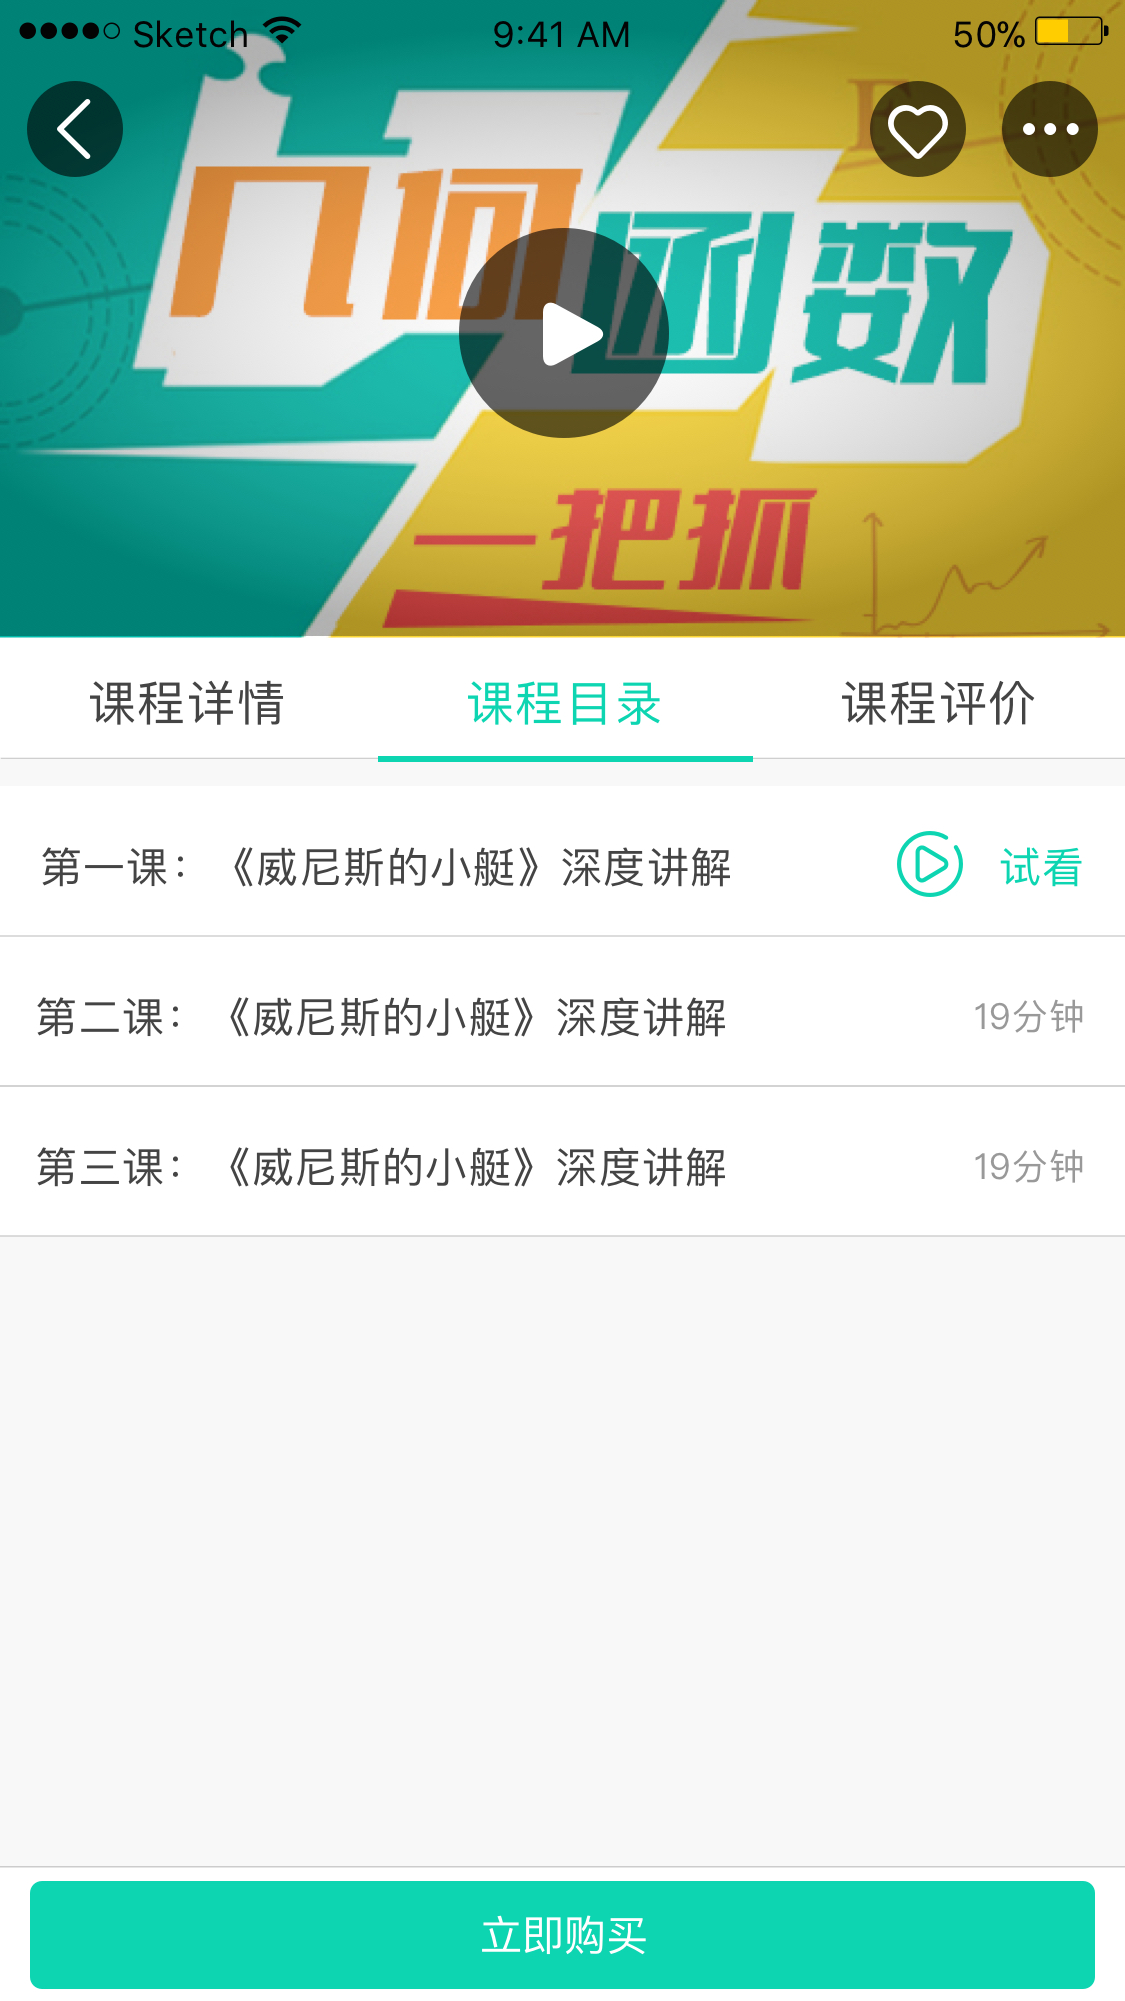 Sketch 9:41 AM 50%
几何函数
一把抓
课程详情 课程目录 课程评价
第一课：《威尼斯的小艇》深度讲解 试看
第二课：《威尼斯的小艇》深度讲解 19分钟
第三课：《威尼斯的小艇》深度讲解 19分钟
立即购买